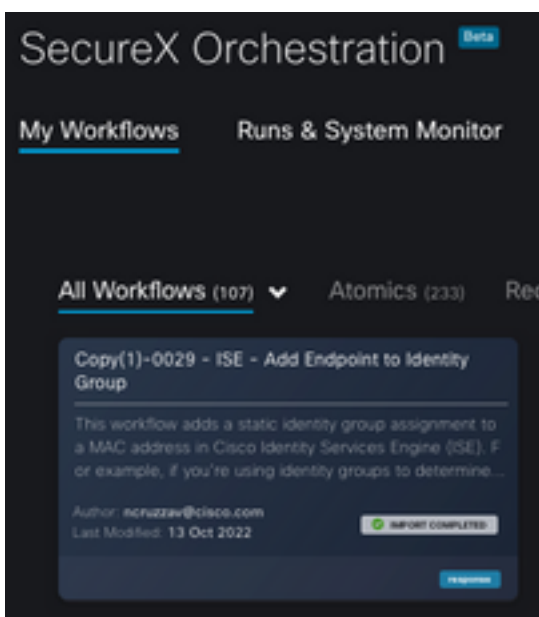 SecureX Orchestration Beta
My Workflows Runs & System Monitor
All Workflows (107) Atomics (233) Rec
Copy(1)-0029 - ISE - Add Endpoint to Identity
Group
This workflow adds a static identity group assignment to
a MAC address in Cisco Identity Services Engine (ISE). F
or example, if you're using identity groups to determine...
Author: ncruzzav@cisco.com
Last Modified: 13 Oct 2022
IMPORT COMPLETED
response